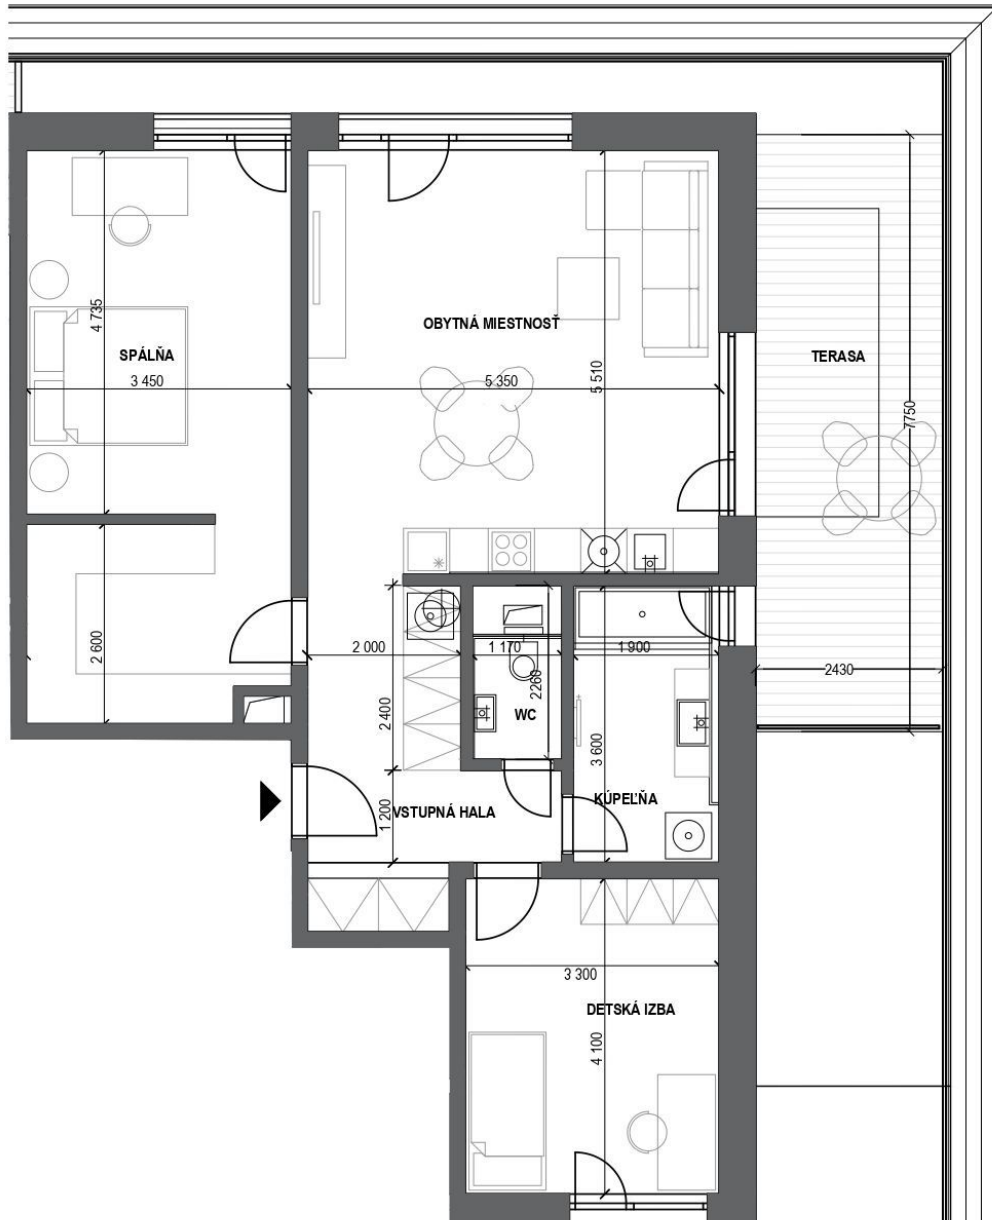 4 735
SPÁLŇA
3 450
OBYTNÁ MIESTNOSŤ
5 350
5 510
TERASA
7750
2 600
2 000
1 170
1 900
2260
WC
2 400
2430
3 600
KÚPEĽŇA
VSTUPNÁ HALA
1 200
3 300
DETSKÁ IZBA
4 100